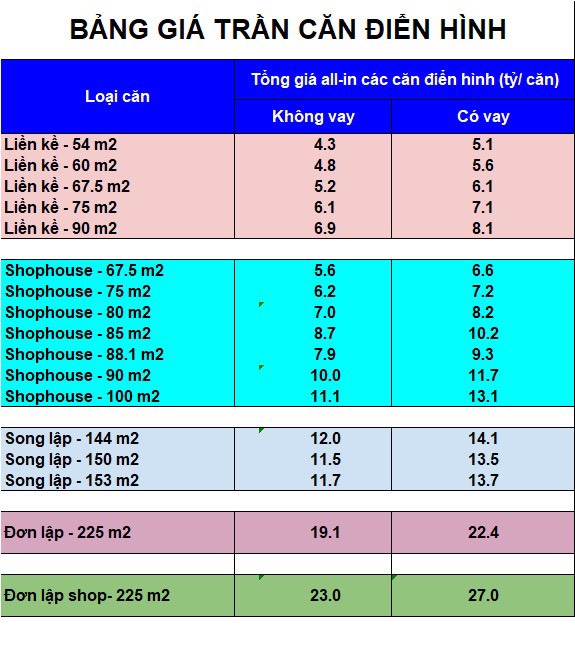 BẢNG GIÁ TRẦN CĂN ĐIỂN HÌNH
Loại căn
Tổng giá all-in các căn điển hình (tỷ/ căn)
Không vay Có vay
Liền kề - 54 m2 4.3 5.1
Liền kề - 60 m2 4.8 5.6
Liền kề - 67.5 m2 5.2 6.1
Liền kề - 75 m2 6.1 7.1
Liền kề - 90 m2 6.9 8.1
Shophouse - 67.5 m2 5.6 6.6
Shophouse - 75 m2 6.2 7.2
Shophouse - 80 m2 7.0 8.2
Shophouse - 85 m2 8.7 10.2
Shophouse - 88.1 m2 7.9 9.3
Shophouse - 90 m2 10.0 11.7
Shophouse - 100 m2 11.1 13.1
Song lập - 144 m2 12.0 14.1
Song lập - 150 m2 11.5 13.5
Song lập - 153 m2 11.7 13.7
Đơn lập - 225 m2 19.1 22.4
Đơn lập shop- 225 m2 23.0 27.0